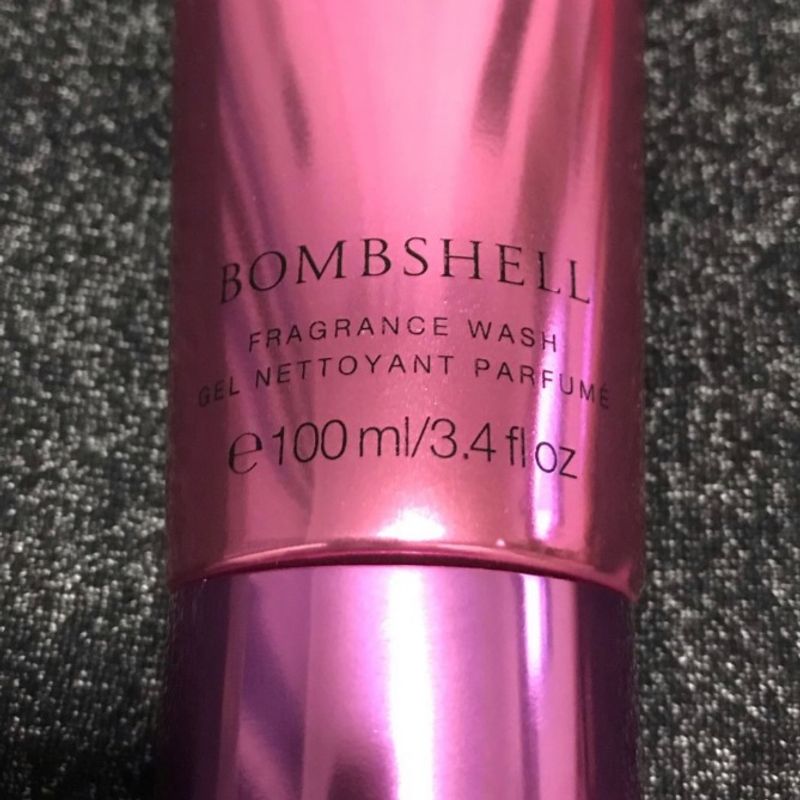 BOMBSHELL
FRAGRANCE WASH
GEL NETTOYANT PARFUMÉ
℮100 ml/3.4 fl oz